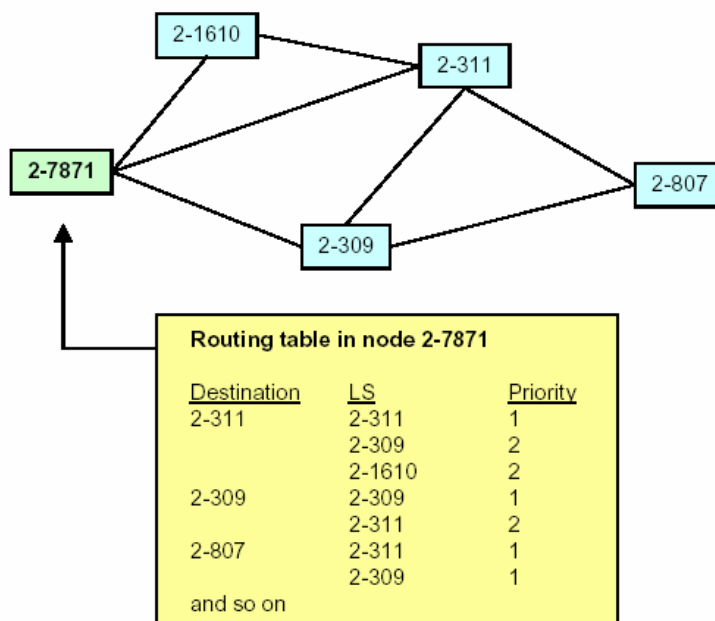 2-1610
2-311
2-7871
2-807
2-309
Routing table in node 2-7871
Destination LS Priority
2-311 2-311 1
2-309 2
2-1610 2
2-309 2-309 1
2-311 2
2-807 2-311 1
2-309 1
and so on